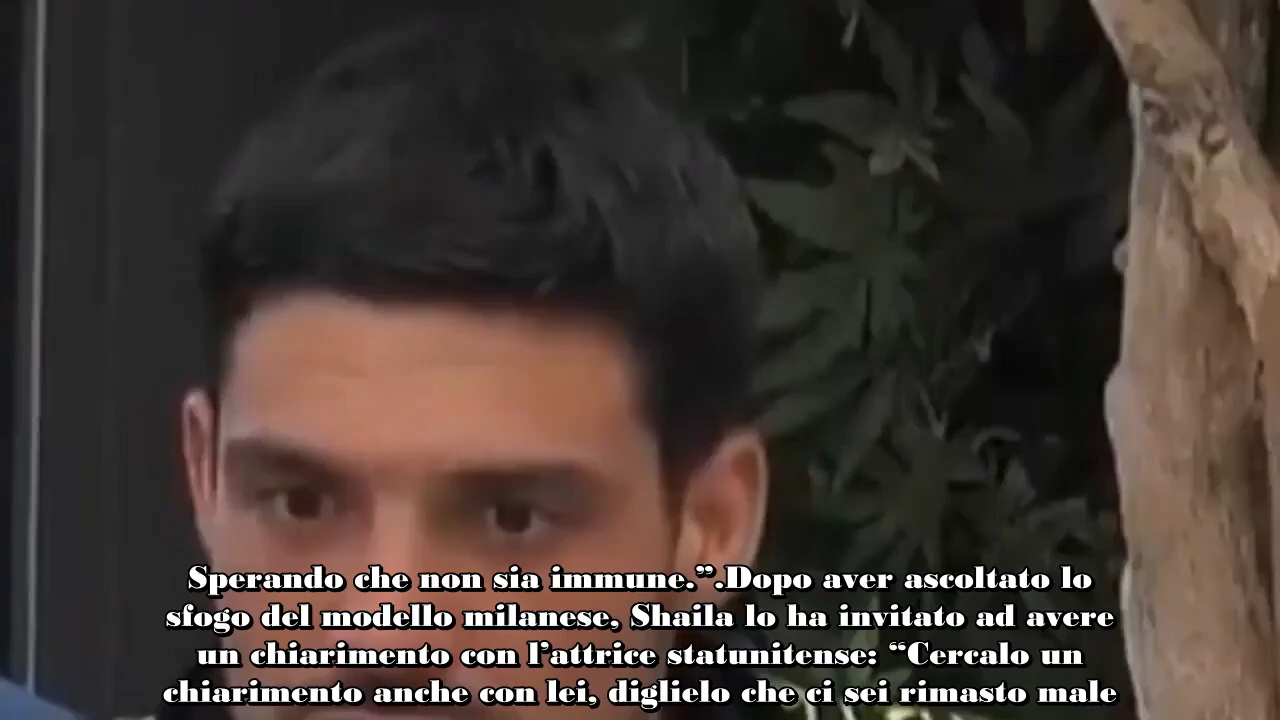 Sperando che non sia immune.”.Dopo aver ascoltato lo
sfogo del modello milanese, Shaila lo ha invitato ad avere
un chiarimento con l’attrice statunitense: “Cercalo un
chiarimento anche con lei, diglielo che ci sei rimasto male